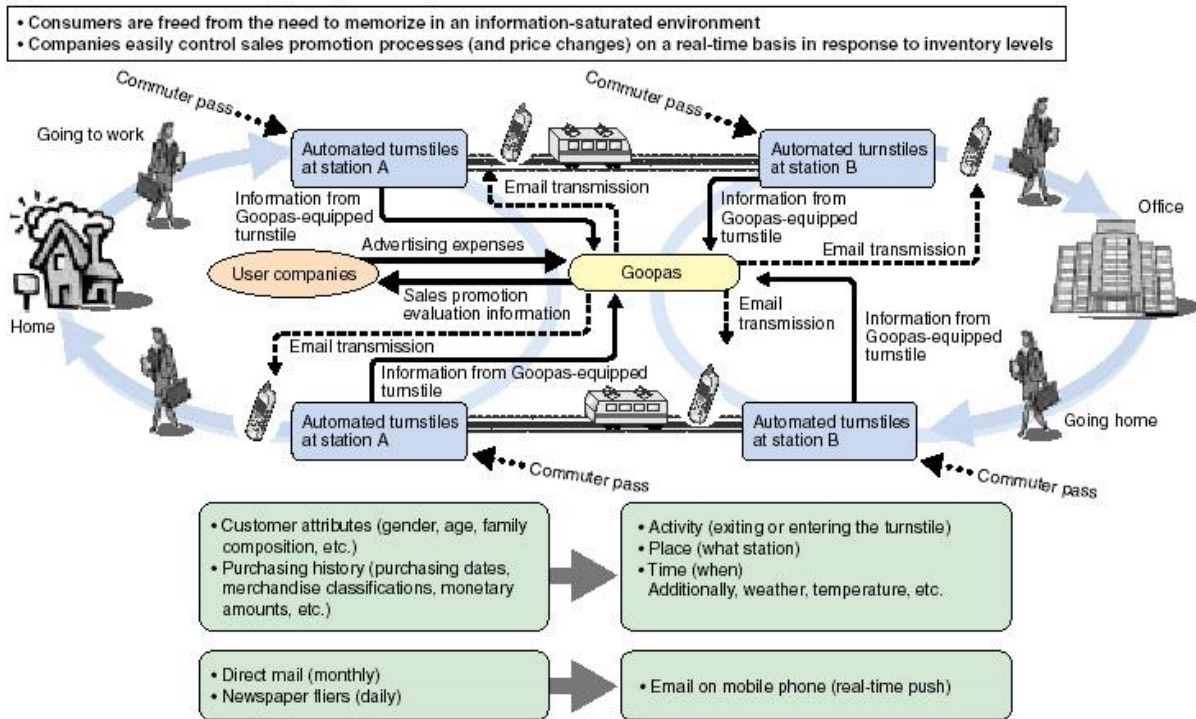 • Consumers are freed from the need to memorize in an information-saturated environment
• Companies easily control sales promotion processes (and price changes) on a real-time basis in response to inventory levels
Commuter pass
Commuter pass
Going to work
Automated turnstiles
at station A
Automated turnstiles
at station B
Email transmission
Information from
Goopas-equipped
turnstile
Information from
Goopas-equipped
turnstile
Office
Advertising expenses
Email transmission
User companies
Goopas
Sales promotion
evaluation information
Email
transmission
Home
Information from
Goopas-equipped
turnstile
Email transmission
Information from Goopas-equipped
turnstile
Automated turnstiles
at station A
Automated turnstiles
at station B
Going home
Commuter pass
Commuter pass
• Customer attributes (gender, age, family
composition, etc.)
• Purchasing history (purchasing dates,
merchandise classifications, monetary
amounts, etc.)
• Activity (exiting or entering the turnstile)
• Place (what station)
• Time (when)
Additionally, weather, temperature, etc.
• Direct mail (monthly)
• Newspaper fliers (daily)
• Email on mobile phone (real-time push)